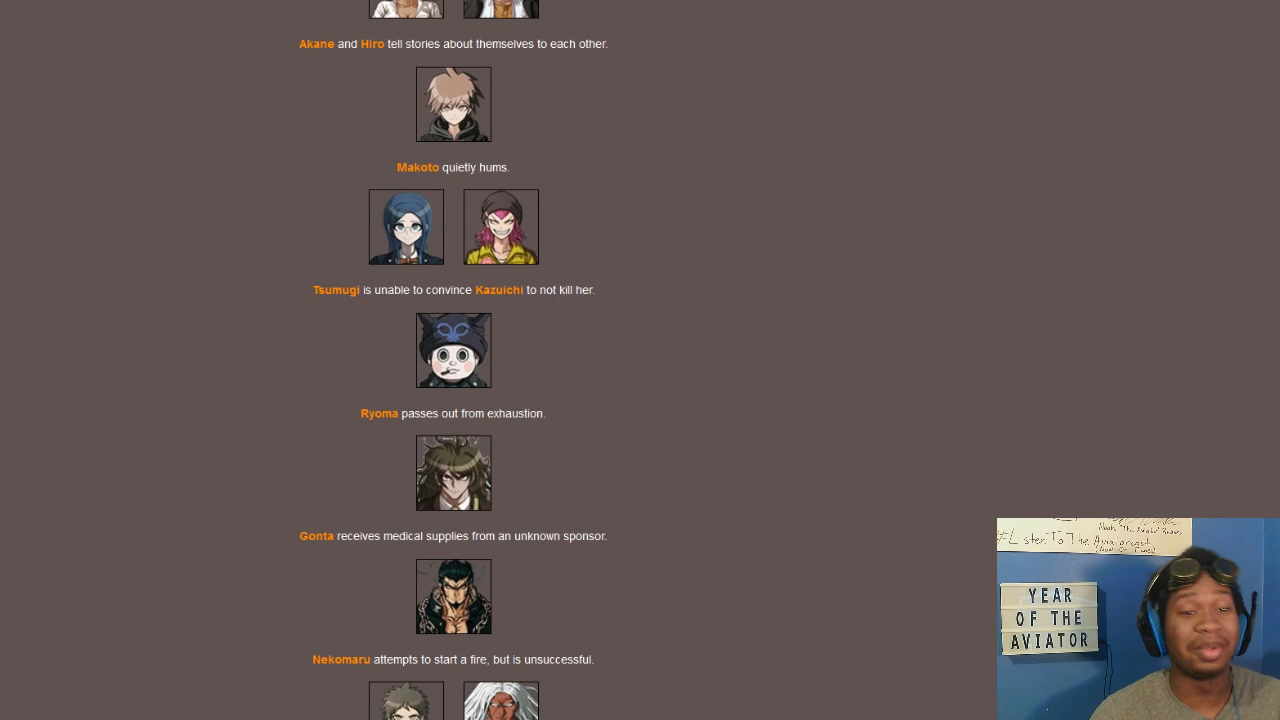 Akane and Hiro tell stories about themselves to each other.
Makoto quietly hums.
Tsumugi is unable to convince Kazuichi to not kill her.
Ryoma passes out from exhaustion.
Gonta receives medical supplies from an unknown sponsor.
Nekomaru attempts to start a fire, but is unsuccessful.
#LstenToTheAviaprcast
YEAR
OF THE
AVIATOR